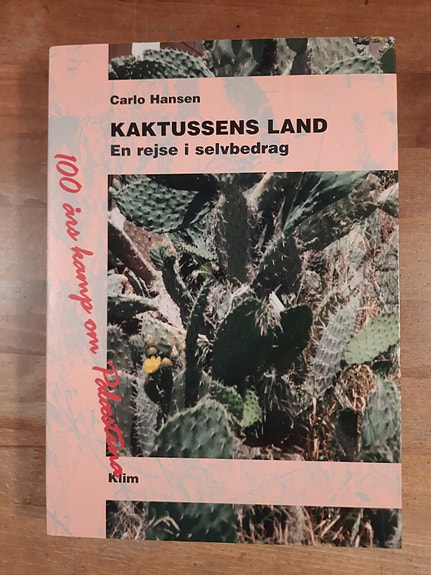 Carlo Hansen
KAKTUSSENS LAND
En rejse i selvbedrag
100 års kamp om Palæstina
Klim